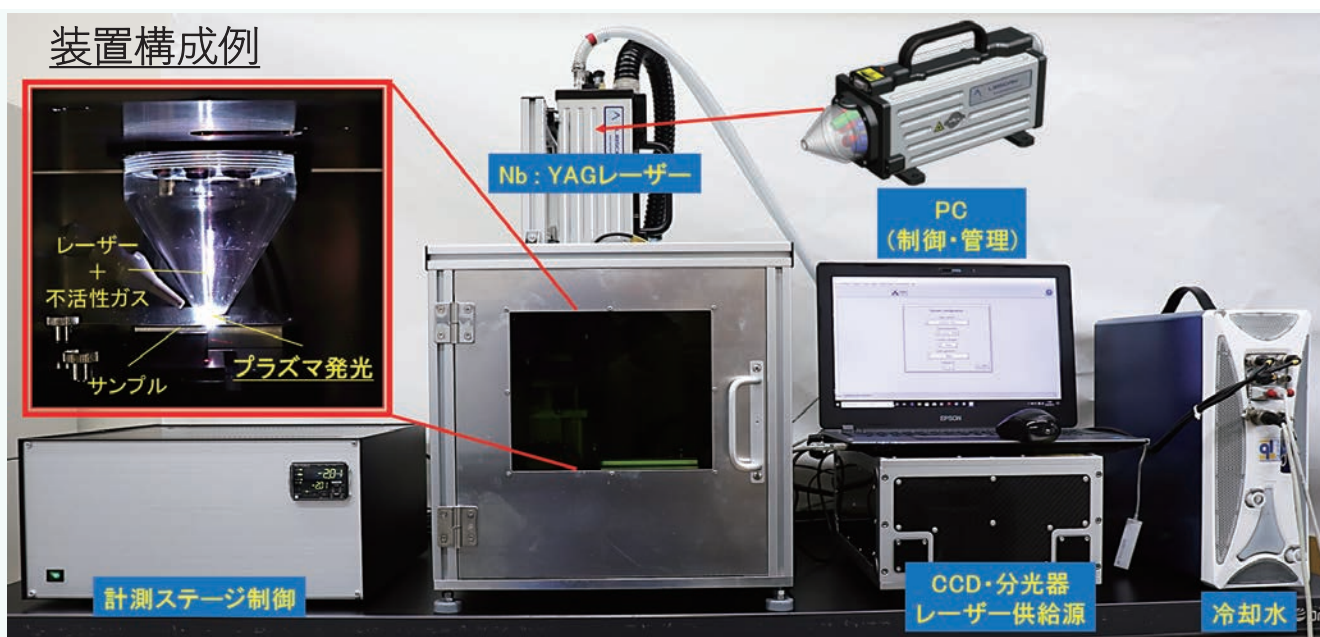 装置構成例
レーザー
+
不活性ガス
サンプル
プラズマ発光
Nb : YAGレーザー
PC
(制御・管理)
EPSON
計測ステージ制御
CCD・分光器
レーザー供給源
冷却水